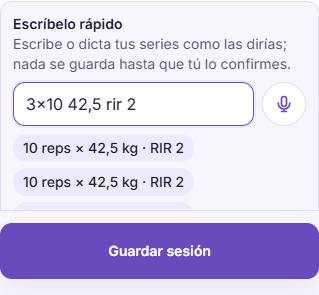 Escríbelo rápido
Escribe o dicta tus series como las dirías;
nada se guarda hasta que tú lo confirmes.
3×10 42,5 rir 2
10 reps × 42,5 kg · RIR 2
10 reps × 42,5 kg · RIR 2
Guardar sesión